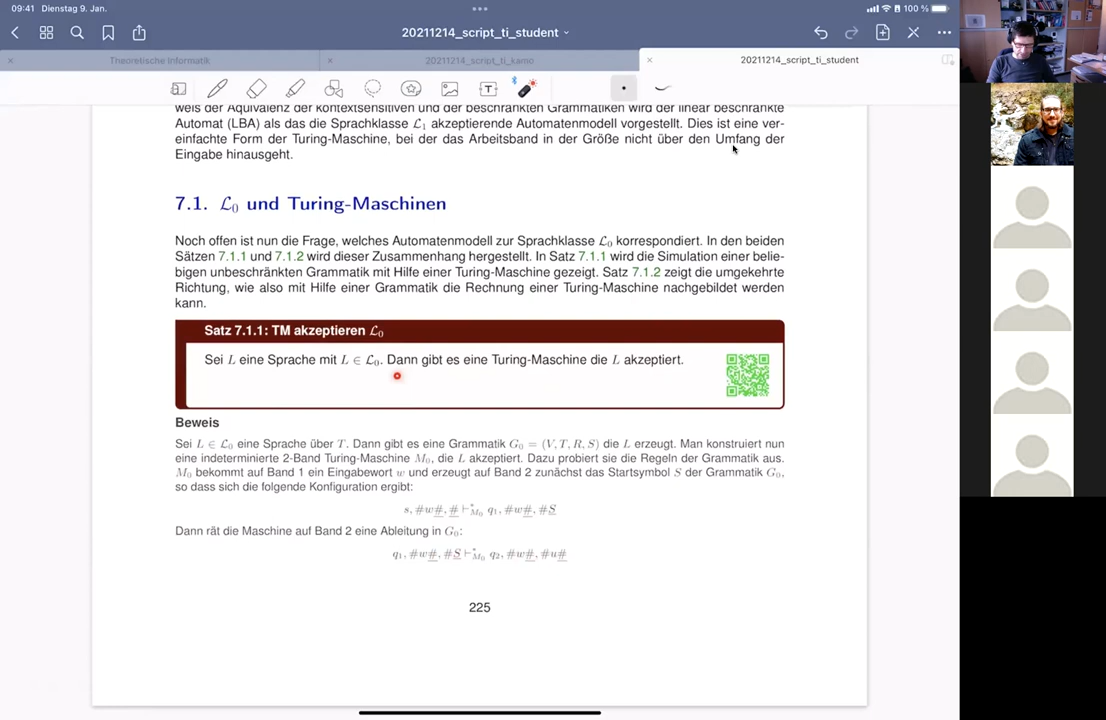 09:41 Dienstag 9. Jan.
100 %
20211214_script_ti_student
Theoretische Informatik
20211214_script_ti_kamo
20211214_script_ti_student
weis der Äquivalenz der kontextsensitiven und der beschränkten Grammatiken wird der linear beschränkte
Automat (LBA) als das die Sprachklasse ℒ₁ akzeptierende Automatenmodell vorgestellt. Dies ist eine ver-
einfachte Form der Turing-Maschine, bei der das Arbeitsband in der Größe nicht über den Umfang der
Eingabe hinausgeht.
7.1. ℒ₀ und Turing-Maschinen
Noch offen ist nun die Frage, welches Automatenmodell zur Sprachklasse ℒ₀ korrespondiert. In den beiden
Sätzen 7.1.1 und 7.1.2 wird dieser Zusammenhang hergestellt. In Satz 7.1.1 wird die Simulation einer belie-
bigen unbeschränkten Grammatik mit Hilfe einer Turing-Maschine gezeigt. Satz 7.1.2 zeigt die umgekehrte
Richtung, wie also mit Hilfe einer Grammatik die Rechnung einer Turing-Maschine nachgebildet werden
kann.
Satz 7.1.1: TM akzeptieren ℒ₀
Sei L eine Sprache mit L ∈ ℒ₀. Dann gibt es eine Turing-Maschine die L akzeptiert.
Beweis
Sei L ∈ ℒ₀ eine Sprache über T. Dann gibt es eine Grammatik G₀ = (V, T, R, S) die L erzeugt. Man konstruiert nun
eine indeterminierte 2-Band Turing-Maschine M₀, die L akzeptiert. Dazu probiert sie die Regeln der Grammatik aus.
M₀ bekommt auf Band 1 ein Eingabewort w und erzeugt auf Band 2 zunächst das Startsymbol S der Grammatik G₀,
so dass sich die folgende Konfiguration ergibt:
s, #w#, # ⊢*M₀ q₁, #w#, #S
Dann rät die Maschine auf Band 2 eine Ableitung in G₀:
q₁, #w#, #S ⊢*M₀ q₂, #w#, #u#
225